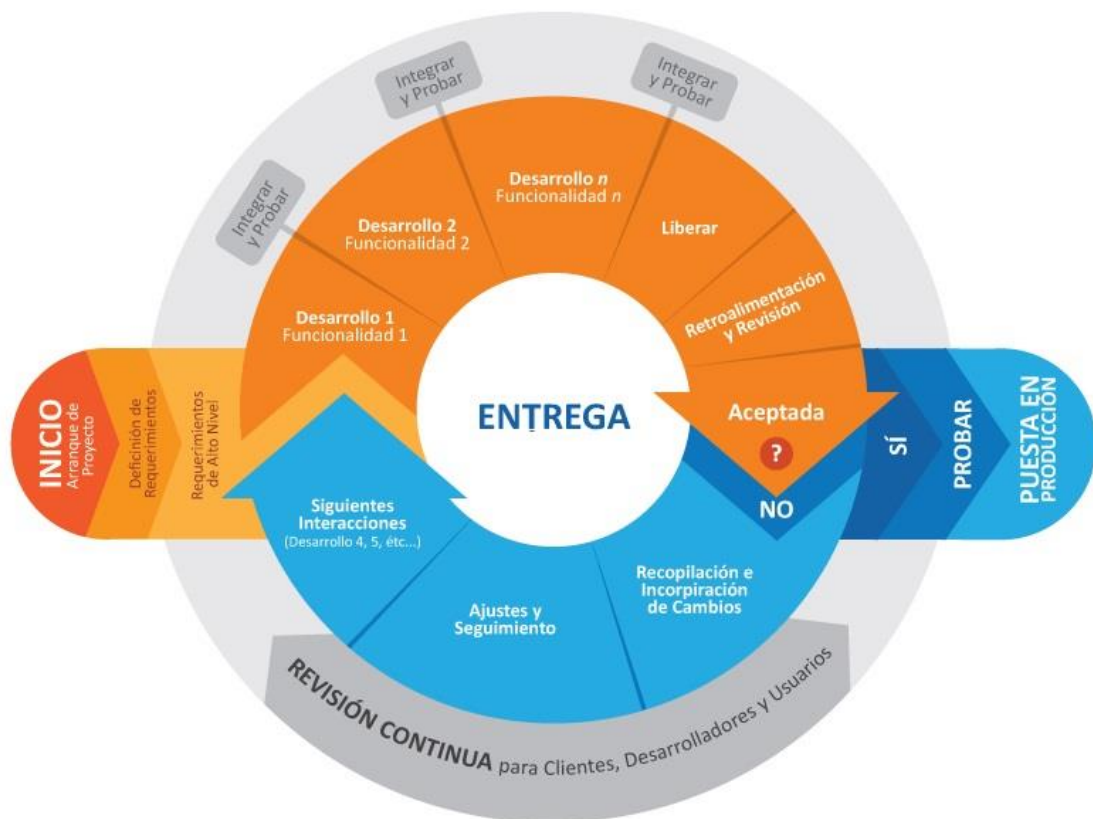 INICIO
Arranque de
Proyecto
Definición de
Requerimientos
Requerimientos
de Alto Nivel
Desarrollo 1
Funcionalidad 1
Integrar
y Probar
Desarrollo 2
Funcionalidad 2
Integrar
y Probar
Desarrollo n
Funcionalidad n
Integrar
y Probar
Liberar
Retroalimentación
y Revisión
Aceptada
?
SÍ
PROBAR
PUESTA EN
PRODUCCIÓN
NO
Recopilación e
Incorpiración
de Cambios
Ajustes y
Seguimiento
Siguientes
Interacciones
(Desarrollo 4, 5, étc...)
ENTREGA
REVISIÓN CONTINUA para Clientes, Desarrolladores y Usuarios